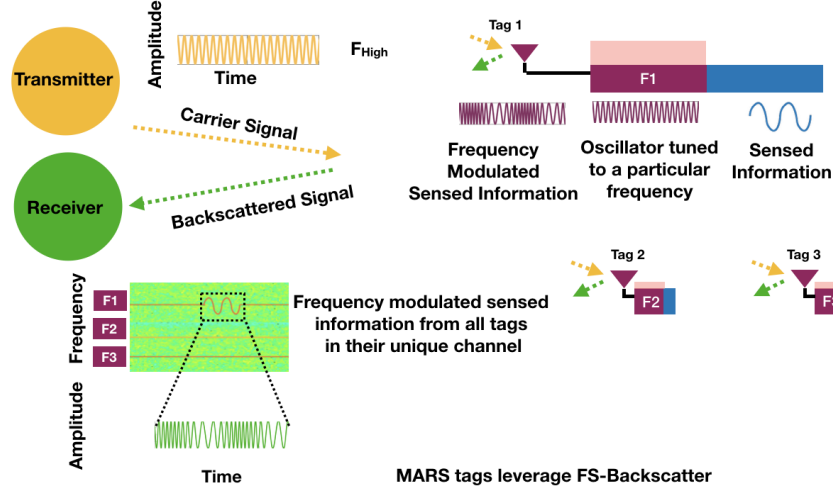 Transmitter
Amplitude
Time
F High
Carrier Signal
Receiver
Backscattered Signal
Tag 1
F1
Frequency
Modulated
Sensed Information
Oscillator tuned
to a particular
frequency
Sensed
Information
Tag 2
F2
Tag 3
Frequency
F1
F2
F3
Frequency modulated sensed
information from all tags
in their unique channel
Amplitude
Time
MARS tags leverage FS-Backscatter